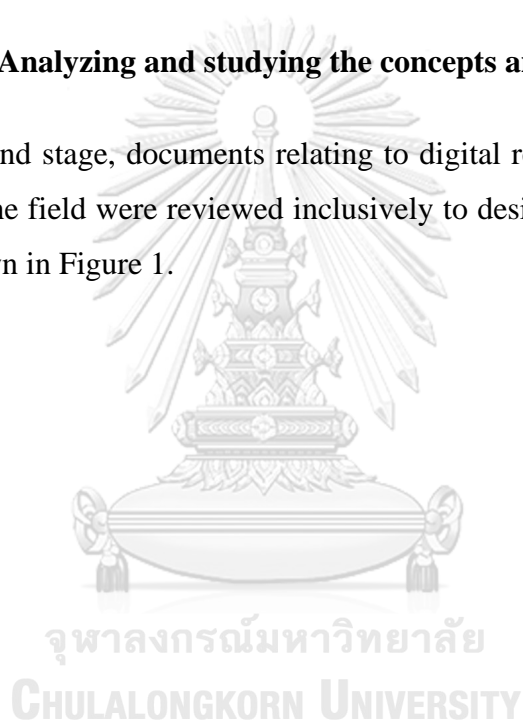 Analyzing and studying the concepts a
nd stage, documents relating to digital r
ne field were reviewed inclusively to desi
n in Figure 1.
จุฬาลงกรณ์มหาวิทยาลัย
CHULALONGKORN UNIVERSITY